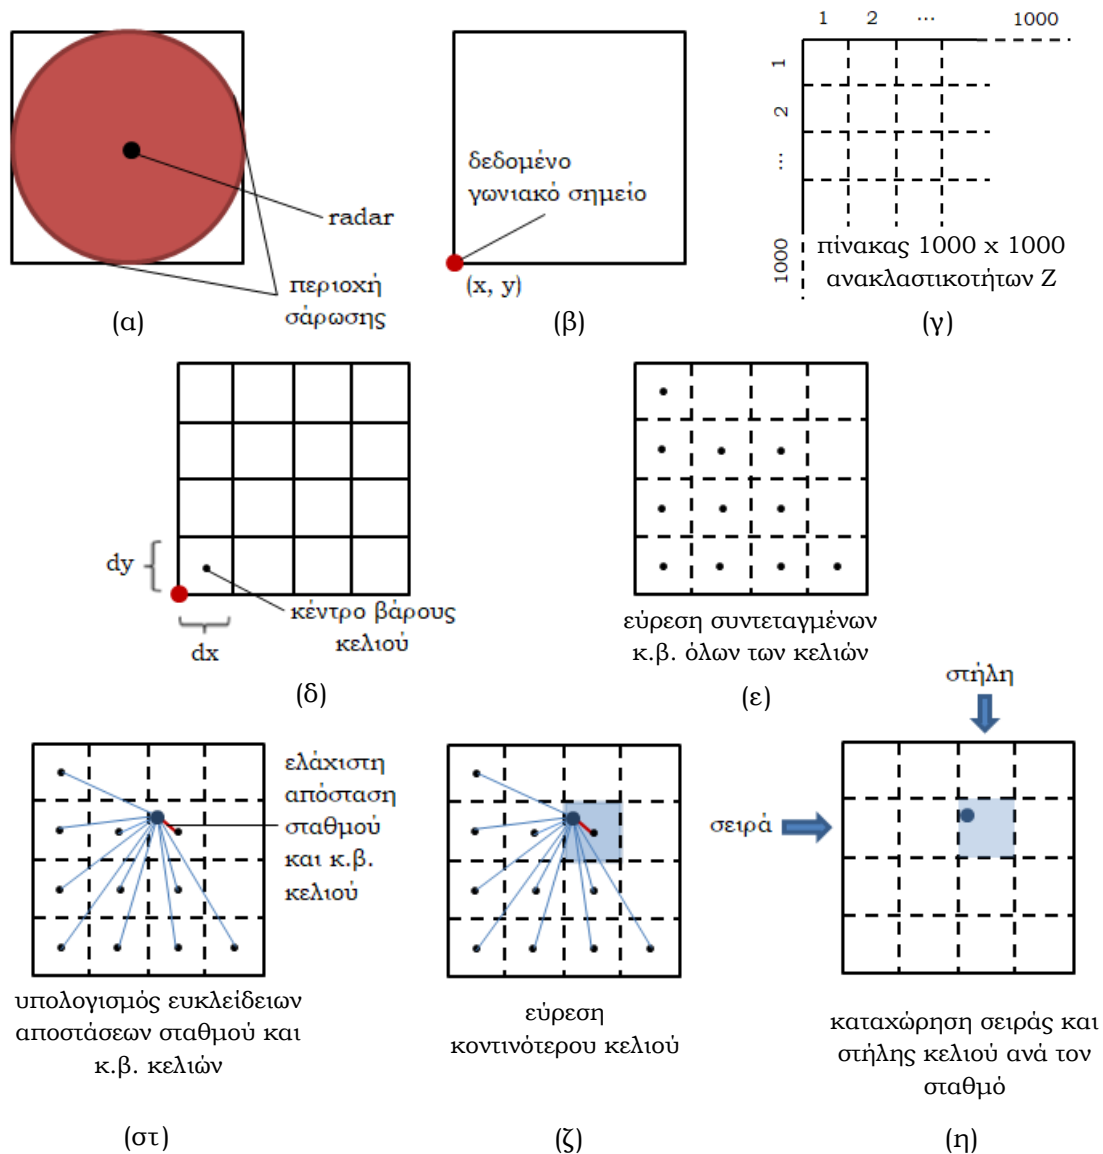 radar
περιοχή
σάρωσης
(α)
δεδομένο
γωνιακό σημείο
(x, y)
(β)
1 2 ... 1000
1
2
...
1000
πίνακας 1000 x 1000
ανακλαστικοτήτων Ζ
(γ)
dy
dx
κέντρο βάρους
κελιού
(δ)
εύρεση συντεταγμένων
κ.β. όλων των κελιών
(ε)
ελάχιστη
απόσταση
σταθμού
και κ.β.
κελιού
υπολογισμός ευκλείδειων
αποστάσεων σταθμού και
κ.β. κελιών
(στ)
εύρεση
κοντινότερου κελιού
(ζ)
στήλη
σειρά
καταχώρηση σειράς και
στήλης κελιού ανά τον
σταθμό
(η)